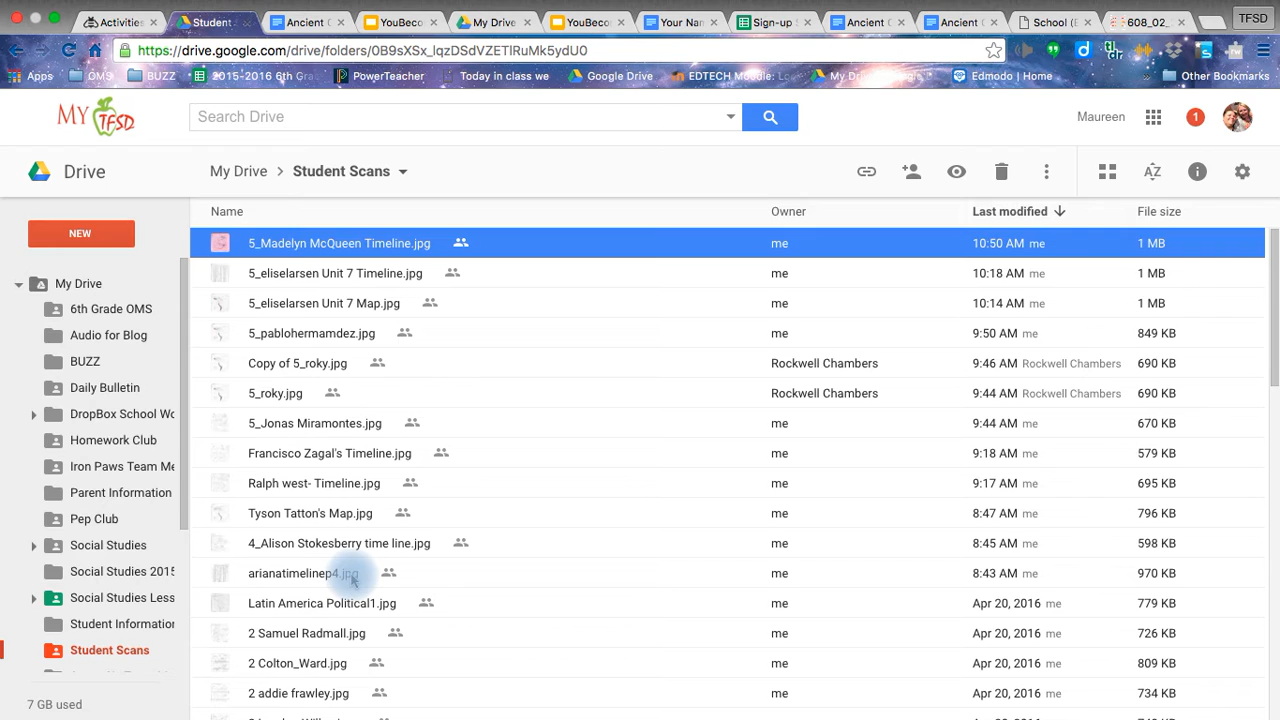 Activities
Student
Ancient
YouBeco
My Drive
YouBeco
Your Na
Sign-up
Ancient
Ancient
School (E
608_02_
TFSD
https://drive.google.com/drive/folders/0B9sXSx_IqzDSdVZETlRuMk5ydU0
Apps
OMS
BUZZ
2015-2016 6th Gra
PowerTeacher
Today in class we
Google Drive
EDTECH Moodle: Lo
My Dri
Edmodo | Home
»
Other Bookmarks
MY TFSD
Search Drive
Maureen
1
Drive
My Drive > Student Scans
NEW
My Drive
6th Grade OMS
Audio for Blog
BUZZ
Daily Bulletin
DropBox School Wo
Homework Club
Iron Paws Team Me
Parent Information
Pep Club
Social Studies
Social Studies 2015
Social Studies Less
Student Informatio
Student Scans
7 GB used
Name Owner Last modified File size
5_Madelyn McQueen Timeline.jpg me 10:50 AM me 1 MB
5_eliselarsen Unit 7 Timeline.jpg me 10:18 AM me 1 MB
5_eliselarsen Unit 7 Map.jpg me 10:14 AM me 1 MB
5_pablohermamdez.jpg me 9:50 AM me 849 KB
Copy of 5_roky.jpg Rockwell Chambers 9:46 AM Rockwell Chambers 690 KB
5_roky.jpg Rockwell Chambers 9:44 AM Rockwell Chambers 690 KB
5_Jonas Miramontes.jpg me 9:44 AM me 670 KB
Francisco Zagal's Timeline.jpg me 9:18 AM me 579 KB
Ralph west- Timeline.jpg me 9:17 AM me 695 KB
Tyson Tatton's Map.jpg me 8:47 AM me 796 KB
4_Alison Stokesberry time line.jpg me 8:45 AM me 598 KB
arianatimelinep4.jpg me 8:43 AM me 970 KB
Latin America Political1.jpg me Apr 20, 2016 me 779 KB
2 Samuel Radmall.jpg me Apr 20, 2016 me 726 KB
2 Colton_Ward.jpg me Apr 20, 2016 me 809 KB
2 addie frawley.jpg me Apr 20, 2016 me 734 KB